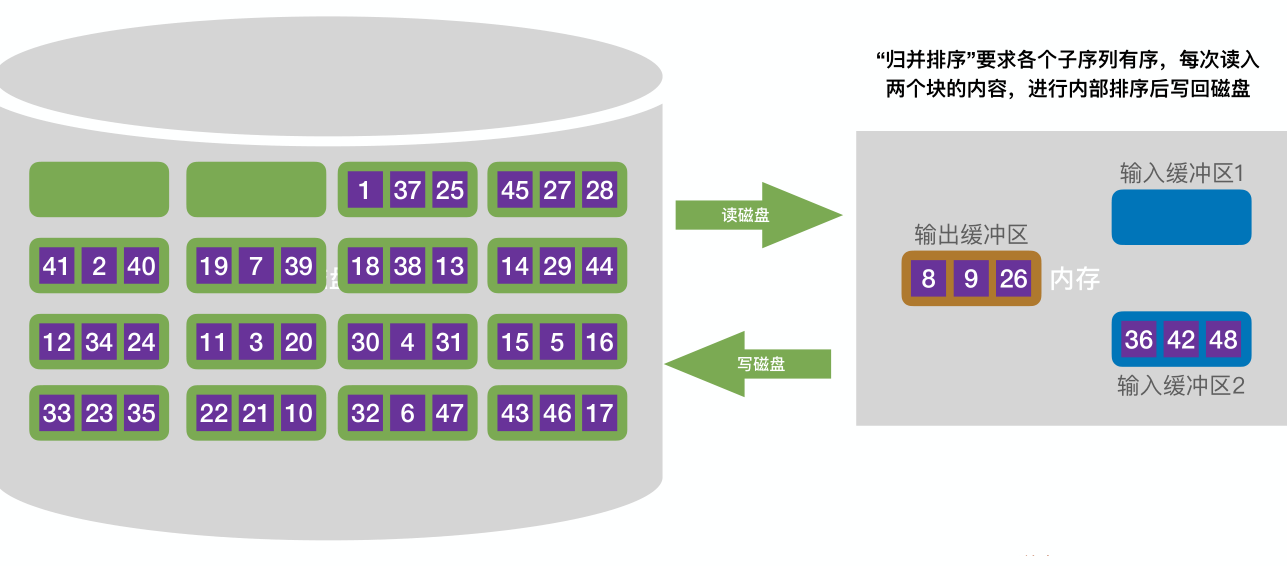 “归并排序”要求各个子序列有序，每次读入
两个块的内容，进行内部排序后写回磁盘
1 37 25 45 27 28
读磁盘
输入缓冲区1
输出缓冲区
41 2 40 19 7 39 18 38 13 14 29 44
8 9 26 内存
12 34 24 11 3 20 30 4 31 15 5 16
36 42 48
写磁盘
输入缓冲区2
33 23 35 22 21 10 32 6 47 43 46 17